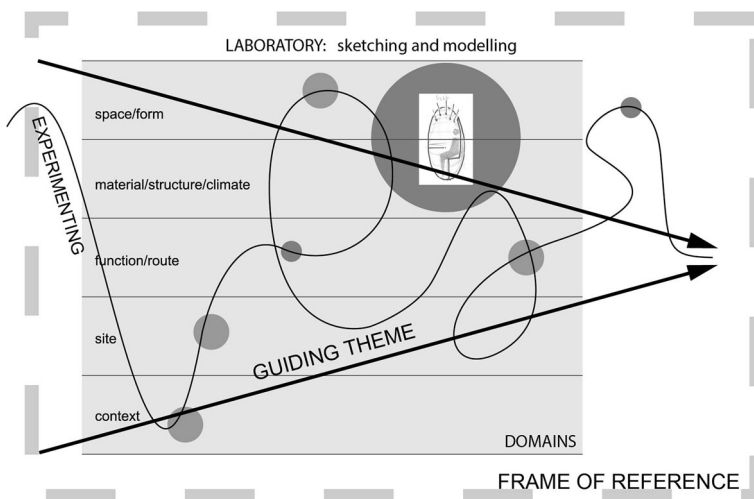 LABORATORY: sketching and modelling
space/form
EXPERIMENTING
material/structure/climate
function/route
site
GUIDING THEME
context
DOMAINS
FRAME OF REFERENCE